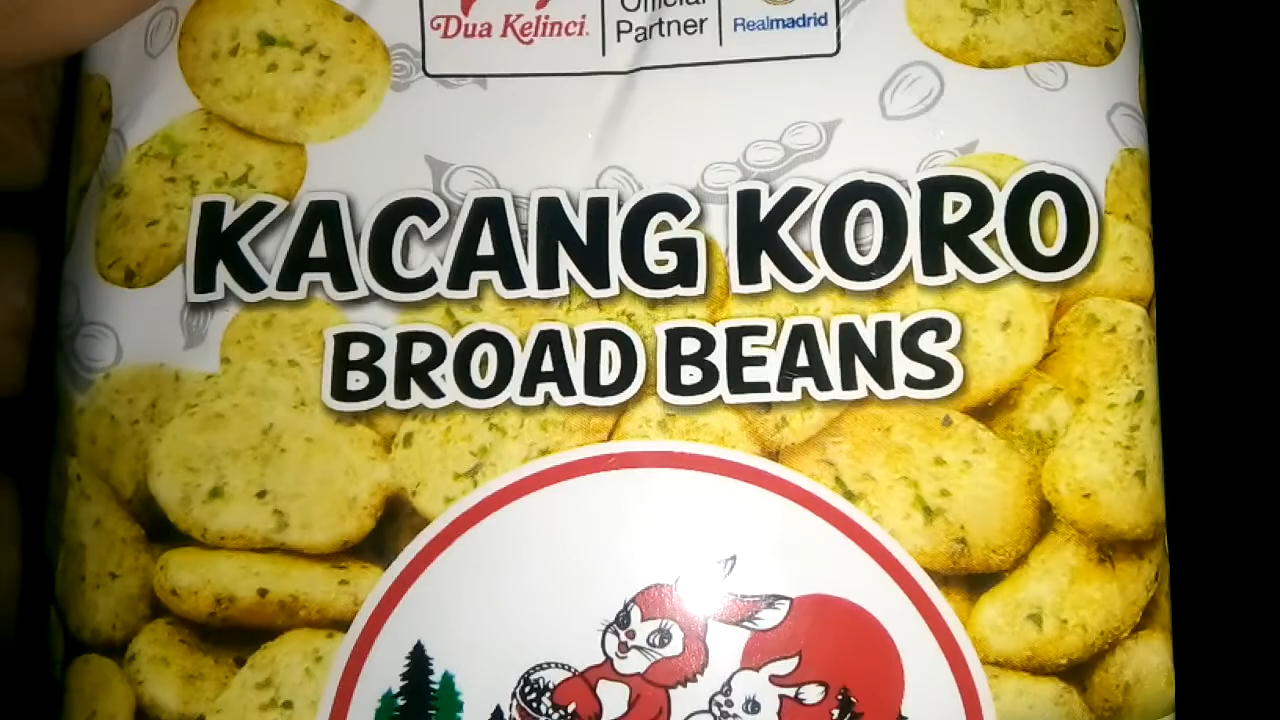 Dua Kelinci.
Official
Partner
Realmadrid
KACANG KORO
BROAD BEANS